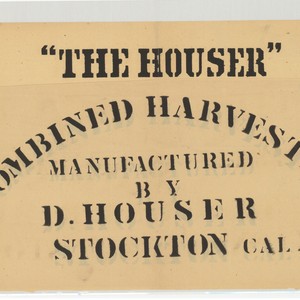 "THE HOUSER"
OMBINED HARVEST
MANUFACTURED
BY
D. HOUSER
STOCKTON CAL.